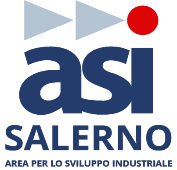 asi
SALERNO
AREA PER LO SVILUPPO INDUSTRIALE